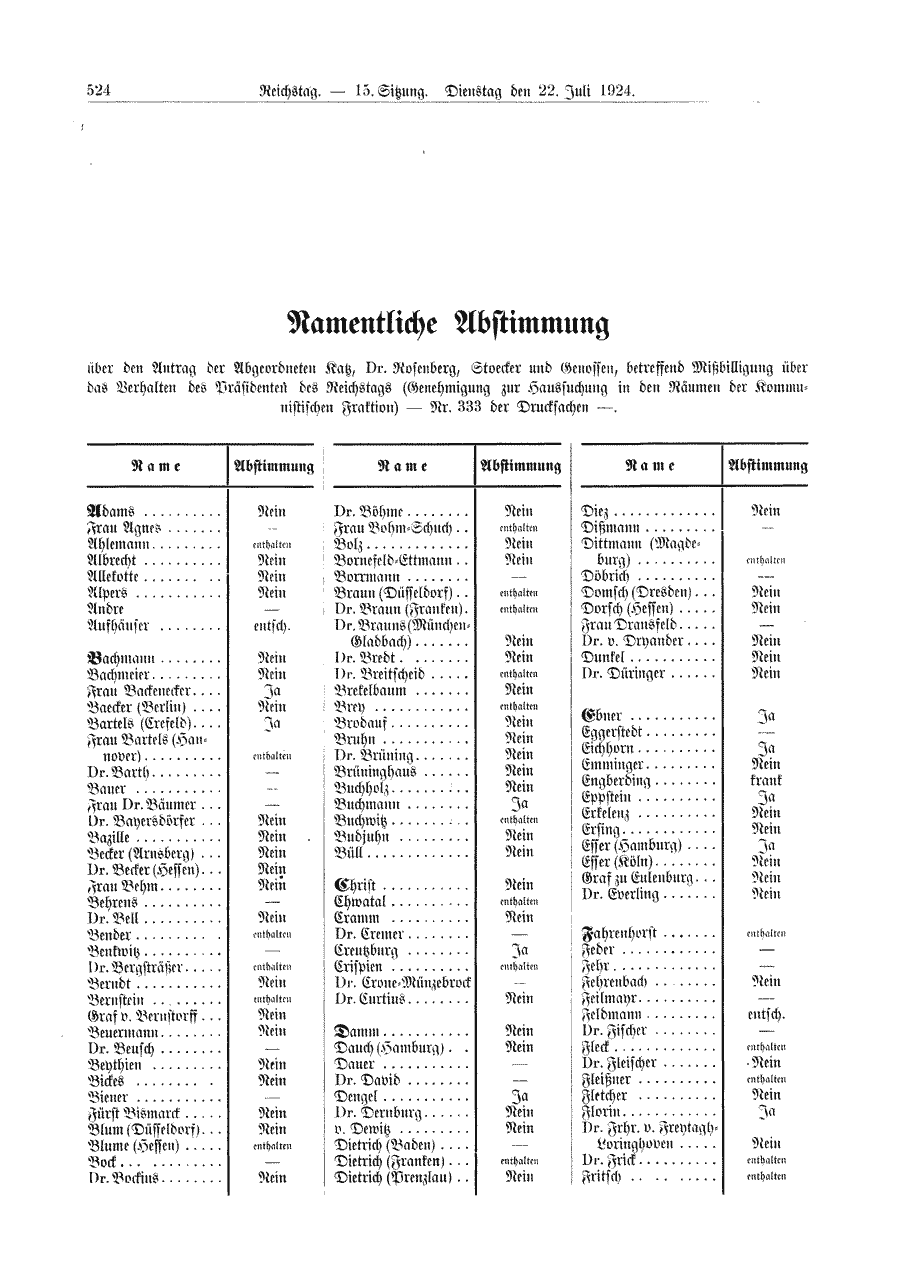 524
Reichstag. — 15. Sitzung. Dienstag den 22. Juli 1924.
Namentliche Abstimmung
über den Antrag der Abgeordneten Katz, Dr. Rosenberg, Stoecker und Genossen, betreffend Mißbilligung über
das Verhalten des Präsidenten des Reichstags (Genehmigung zur Haussuchung in den Räumen der Kommu-
nistischen Fraktion) — Nr. 333 der Drucksachen —.
Name Abstimmung
Adams .......... Nein
Frau Agnes ....... —
Ahlemann......... enthalten
Albrecht .......... Nein
Allekotte ....... .. Nein
Alpers ........... Nein
Andre —
Aufhäuser ........ entsch.
Bachmann ........ Nein
Bachmeier......... Nein
Frau Backenecker.... Ja
Baecker (Berlin) .... Nein
Bartels (Crefeld).... Ja
Frau Bartels (Han-
nover).......... enthalten
Dr. Barth......... —
Bauer ........... —
Frau Dr. Bäumer ... —
Dr. Bayersdörfer ... Nein
Bazille ........... Nein
Becker (Arnsberg) ... Nein
Dr. Becker (Hessen)... Nein
Frau Behm........ Nein
Behrens .......... —
Dr. Bell .......... Nein
Bender ........... enthalten
Benkwitz.......... —
Dr. Bergsträßer..... enthalten
Berndt ........... Nein
Bernstein ......... enthalten
Graf v. Bernstorff ... Nein
Beuermann........ Nein
Dr. Beusch ........ —
Beythien ......... Nein
Bickes ........ . Nein
Biener ........... —
Fürst Bismarck ..... Nein
Blum (Düsseldorf)... Nein
Blume (Hessen) ..... enthalten
Bock... ......... —
Dr. Bockius........ Nein
Name Abstimmung
Dr. Böhme ........ Nein
Frau Bohm-Schuch .. enthalten
Bolz............. Nein
Bornefeld-Ettmann .. Nein
Borrmann ........ —
Braun (Düsseldorf) .. enthalten
Dr. Braun (Franken). enthalten
Dr. Brauns (München-
Gladbach)....... Nein
Dr. Bredt. ....... Nein
Dr. Breitscheid ..... enthalten
Brekelbaum ....... Nein
Brey ............ enthalten
Brodauf .......... Nein
Bruhn ........... Nein
Dr. Brüning....... Nein
Brüninghaus ...... Nein
Buchholz.......... Nein
Buchmann ........ Ja
Buchwitz.......... enthalten
Budjuhn ......... Nein
Büll............. Nein
Christ ........... Nein
Chwatal .......... enthalten
Cramm .......... Nein
Dr. Cremer ........ —
Creutzburg ....... Ja
Crispien .......... enthalten
Dr. Crone-Münzebrock —
Dr. Curtius........ Nein
Damm ........... Nein
Dauch (Hamburg) . . Nein
Dauer ........... —
Dr. David ........ —
Dengel ........... Ja
Dr. Dernburg...... Nein
v. Dewitz ......... Nein
Dietrich (Baden) .... —
Dietrich (Franken) ... enthalten
Dietrich (Prenzlau) .. Nein
Name Abstimmung
Diez ............. Nein
Dißmann ......... —
Dittmann (Magde-
burg) .......... enthalten
Döbrich .......... —
Domsch (Dresden)... Nein
Dorsch (Hessen) ..... Nein
Frau Dransfeld..... —
Dr. v. Dryander .... Nein
Dunkel ........... Nein
Dr. Düringer ...... Nein
Ebner ........... Ja
Eggerstedt ......... —
Eichhorn .......... Ja
Emminger......... Nein
Engberding ........ krank
Eppstein .......... Ja
Erkelenz .......... Nein
Ersing............ Nein
Esser (Hamburg) .... Ja
Esser (Köln)....... Nein
Graf zu Eulenburg... Nein
Dr. Everling ....... Nein
Fahrenhorst ....... enthalten
Feder ........... —
Fehr ............ —
Fehrenbach ........ Nein
Feilmayr.......... —
Feldmann ......... entsch.
Dr. Fischer ........ —
Fleck............. enthalten
Dr. Fleischer ....... Nein
Fleißner .......... enthalten
Fletcher .......... Nein
Florin............ Ja
Dr. Frhr. v. Freytagh-
Loringhoven ..... Nein
Dr. Frick.......... enthalten
Fritsch .. .. ..... enthalten